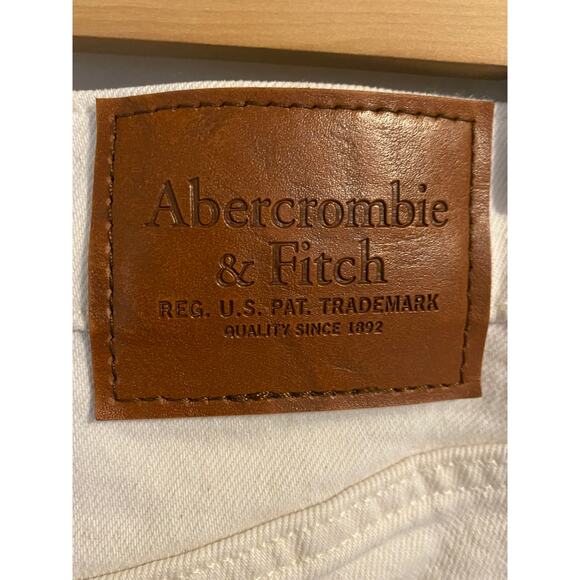 Abercrombie
& Fitch
REG. U.S. PAT. TRADEMARK
QUALITY SINCE 1892